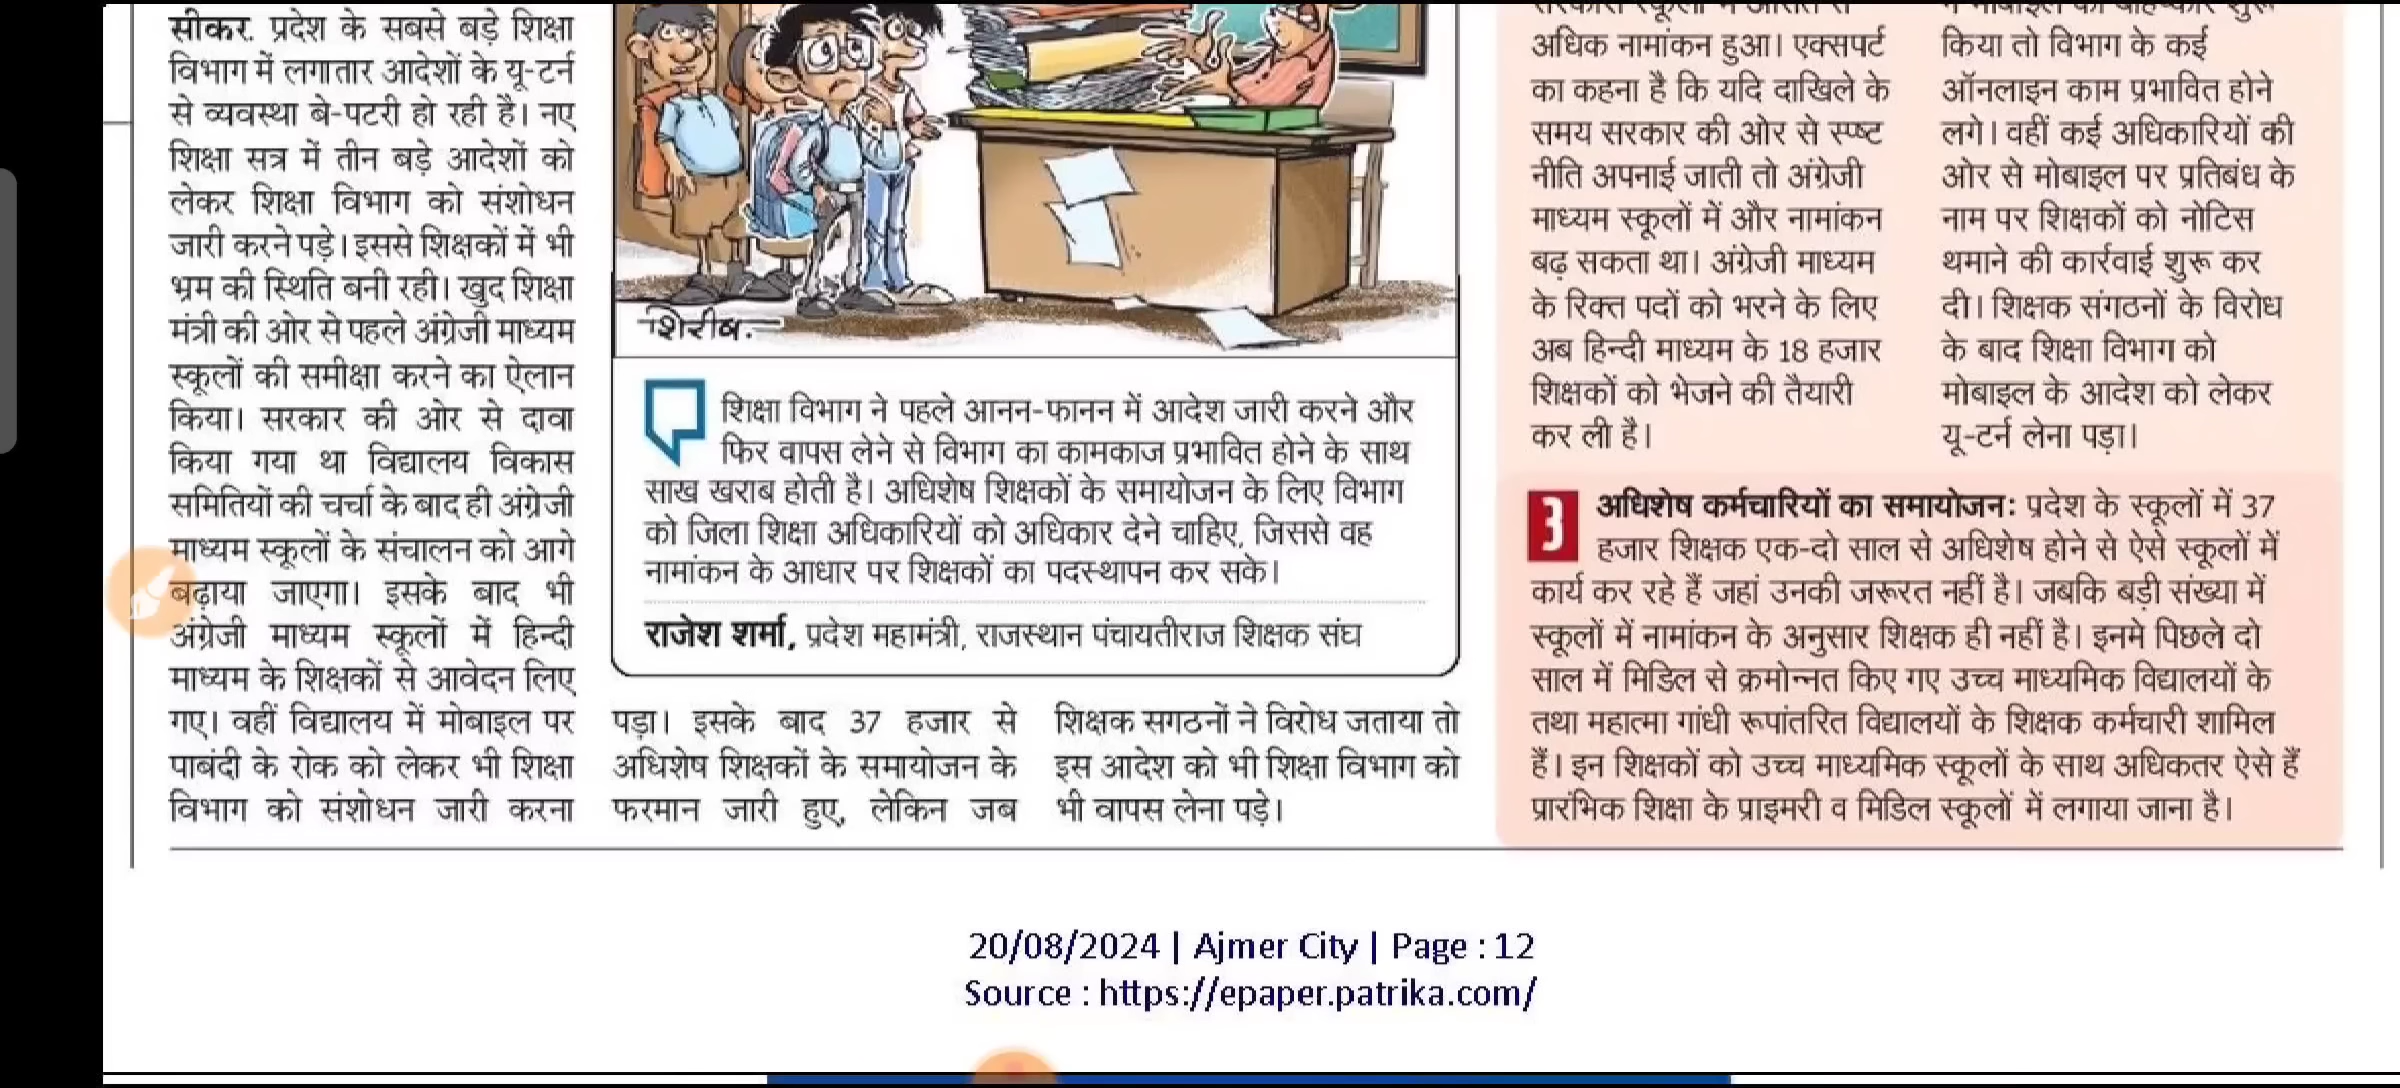 सीकर. प्रदेश के सबसे बड़े शिक्षा
विभाग में लगातार आदेशों के यू-टर्न
से व्यवस्था बे-पटरी हो रही है। नए
शिक्षा सत्र में तीन बड़े आदेशों को
लेकर शिक्षा विभाग को संशोधन
जारी करने पड़े। इससे शिक्षकों में भी
भ्रम की स्थिति बनी रही। खुद शिक्षा
मंत्री की ओर से पहले अंग्रेजी माध्यम
स्कूलों की समीक्षा करने का ऐलान
किया। सरकार की ओर से दावा
किया गया था विद्यालय विकास
समितियों की चर्चा के बाद ही अंग्रेजी
माध्यम स्कूलों के संचालन को आगे
बढ़ाया जाएगा। इसके बाद भी
अंग्रेजी माध्यम स्कूलों में हिन्दी
माध्यम के शिक्षकों से आवेदन लिए
गए। वहीं विद्यालय में मोबाइल पर
पाबंदी के रोक को लेकर भी शिक्षा
विभाग को संशोधन जारी करना
शिक्षा विभाग ने पहले आनन-फानन में आदेश जारी करने और
फिर वापस लेने से विभाग का कामकाज प्रभावित होने के साथ
साख खराब होती है। अधिशेष शिक्षकों के समायोजन के लिए विभाग
को जिला शिक्षा अधिकारियों को अधिकार देने चाहिए, जिससे वह
नामांकन के आधार पर शिक्षकों का पदस्थापन कर सके।
राजेश शर्मा, प्रदेश महामंत्री, राजस्थान पंचायतीराज शिक्षक संघ
पड़ा। इसके बाद 37 हजार से
अधिशेष शिक्षकों के समायोजन के
फरमान जारी हुए, लेकिन जब
शिक्षक सगठनों ने विरोध जताया तो
इस आदेश को भी शिक्षा विभाग को
भी वापस लेना पड़े।
अधिक नामांकन हुआ। एक्सपर्ट
का कहना है कि यदि दाखिले के
समय सरकार की ओर से स्प्ष्ट
नीति अपनाई जाती तो अंग्रेजी
माध्यम स्कूलों में और नामांकन
बढ़ सकता था। अंग्रेजी माध्यम
के रिक्त पदों को भरने के लिए
अब हिन्दी माध्यम के 18 हजार
शिक्षकों को भेजने की तैयारी
कर ली है।
किया तो विभाग के कई
ऑनलाइन काम प्रभावित होने
लगे। वहीं कई अधिकारियों की
ओर से मोबाइल पर प्रतिबंध के
नाम पर शिक्षकों को नोटिस
थमाने की कार्रवाई शुरू कर
दी। शिक्षक संगठनों के विरोध
के बाद शिक्षा विभाग को
मोबाइल के आदेश को लेकर
यू-टर्न लेना पड़ा।
3 अधिशेष कर्मचारियों का समायोजन: प्रदेश के स्कूलों में 37
हजार शिक्षक एक-दो साल से अधिशेष होने से ऐसे स्कूलों में
कार्य कर रहे हैं जहां उनकी जरूरत नहीं है। जबकि बड़ी संख्या में
स्कूलों में नामांकन के अनुसार शिक्षक ही नहीं है। इनमे पिछले दो
साल में मिडिल से क्रमोन्नत किए गए उच्च माध्यमिक विद्यालयों के
तथा महात्मा गांधी रूपांतरित विद्यालयों के शिक्षक कर्मचारी शामिल
हैं। इन शिक्षकों को उच्च माध्यमिक स्कूलों के साथ अधिकतर ऐसे हैं
प्रारंभिक शिक्षा के प्राइमरी व मिडिल स्कूलों में लगाया जाना है।
20/08/2024 | Ajmer City | Page : 12
Source : https://epaper.patrika.com/